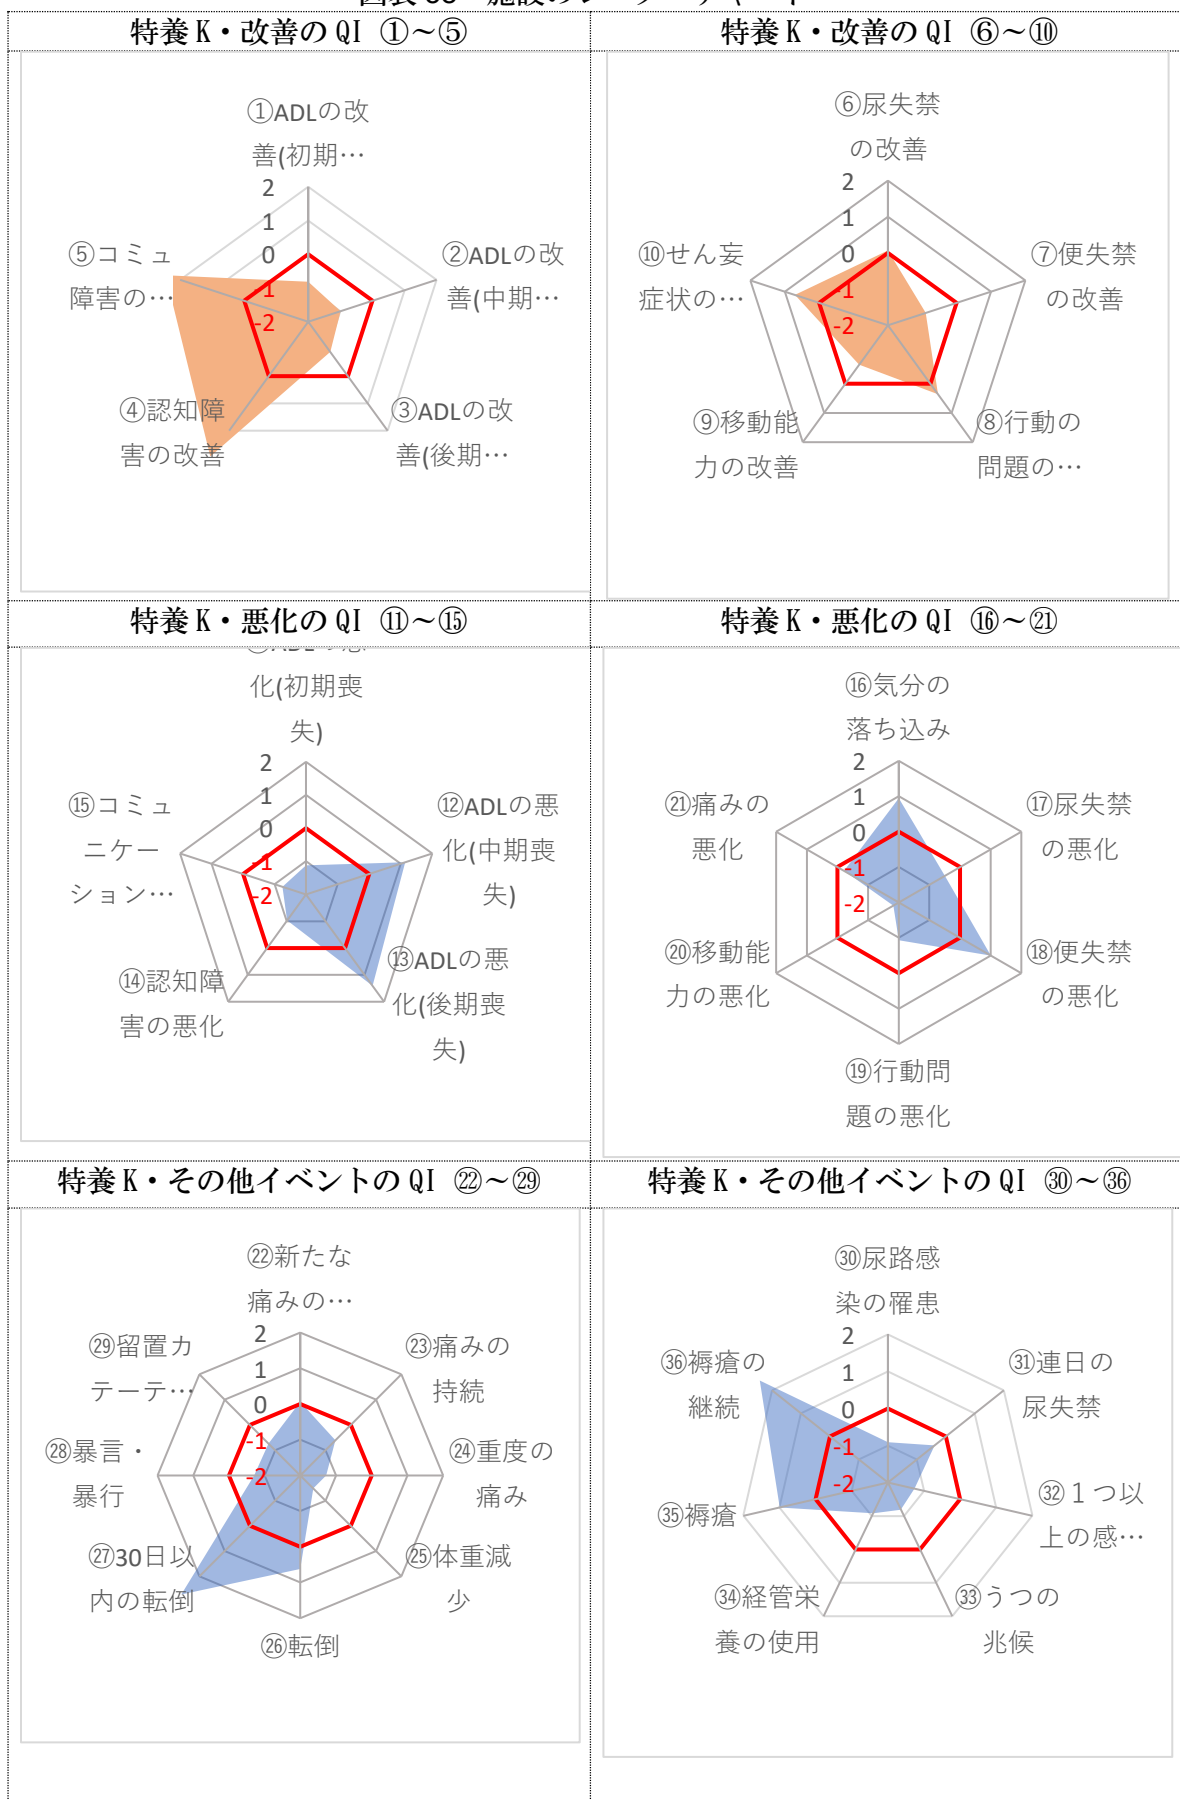 特養 K・改善の QI ①～⑤
特養 K・改善の QI ⑥～⑩
①ADLの改
善(初期…
2
1
0
-1
-2
②ADLの改
善(中期…
③ADLの改
善(後期…
④認知障
害の改善
⑤コミュ
障害の…
⑥尿失禁
の改善
2
1
0
-1
-2
⑦便失禁
の改善
⑧行動の
問題の…
⑨移動能
力の改善
⑩せん妄
症状の…
特養 K・悪化の QI ⑪～⑮
特養 K・悪化の QI ⑯～㉑
化(初期喪
失)
2
1
0
-1
-2
⑫ADLの悪
化(中期喪
失)
⑬ADLの悪
化(後期喪
失)
⑭認知障
害の悪化
⑮コミュ
ニケー
ション…
⑯気分の
落ち込み
2
1
0
-1
-2
⑰尿失禁
の悪化
⑱便失禁
の悪化
⑲行動問
題の悪化
⑳移動能
力の悪化
㉑痛みの
悪化
特養 K・その他イベントの QI ㉒～㉙
特養 K・その他イベントの QI ㉚～㊱
㉒新たな
痛みの…
2
1
0
-1
-2
㉓痛みの
持続
㉔重度の
痛み
㉕体重減
少
㉖転倒
㉗30日以
内の転倒
㉘暴言・
暴行
㉙留置カ
テーテ…
㉚尿路感
染の罹患
2
1
0
-1
-2
㉛連日の
尿失禁
㉜１つ以
上の感…
㉝うつの
兆候
㉞経管栄
養の使用
㉟褥瘡
㊱褥瘡の
継続